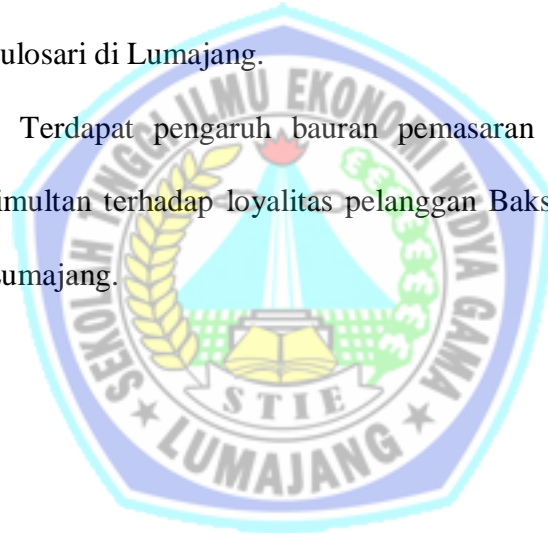 ulosari di Lumajang.
Terdapat pengaruh bauran pemasaran
imultan terhadap loyalitas pelanggan Baks
umajang.
SEKOLAH TINGGI ILMU EKONOMI WIDYA GAMA
STIE
LUMAJANG